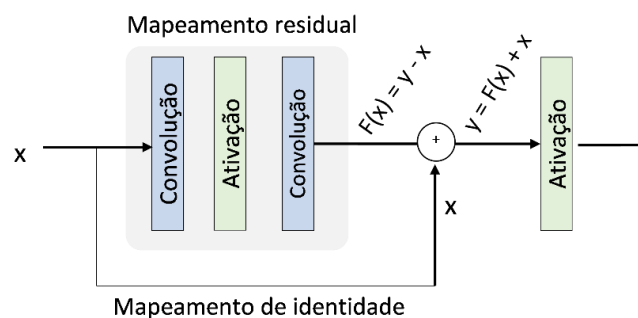 Mapeamento residual
x
Convolução
Ativação
Convolução
F(x) = y - x
+
y = F(x) + x
Ativação
x
Mapeamento de identidade